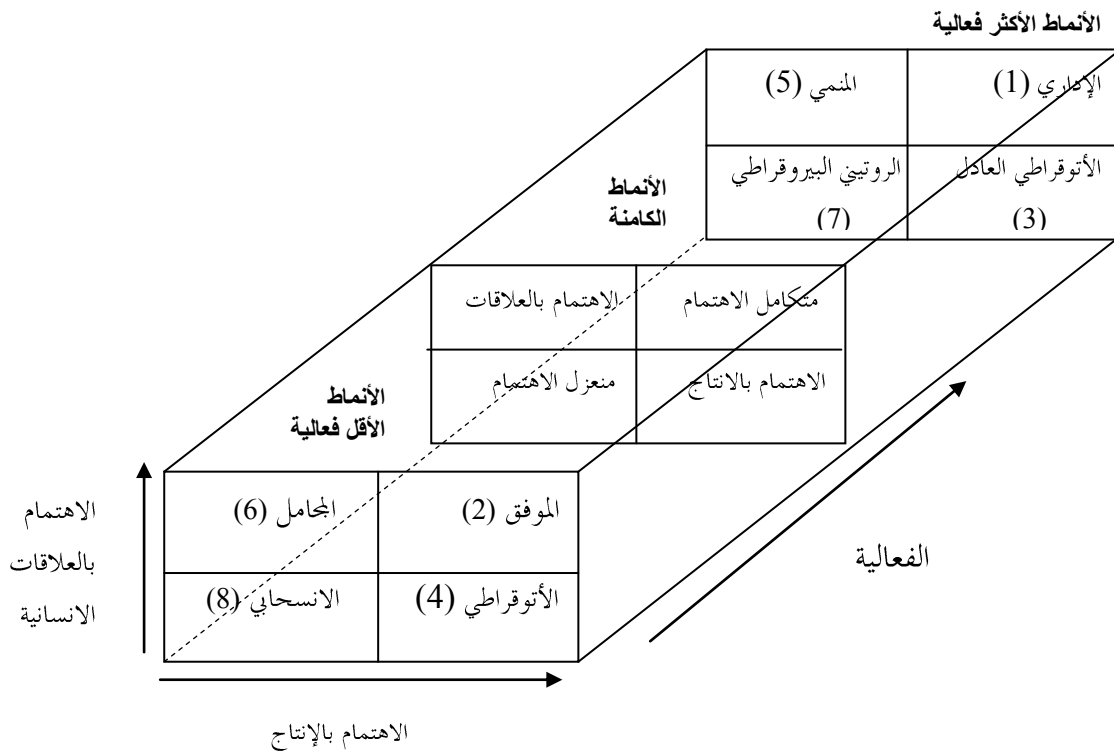 الأنماط الأكثر فعالية
الإداري (1)
المنمي (5)
الأتوقراطي العادل
(3)
الروتيني البيروقراطي
(7)
الأنماط
الكامنة
متكامل الاهتمام
الاهتمام بالعلاقات
الاهتمام بالانتاج
منعزل الاهتمام
الأنماط
الأقل فعالية
الموفق (2)
المجامل (6)
الأتوقراطي (4)
الانسحابي (8)
الاهتمام
بالعلاقات
الانسانية
الفعالية
الاهتمام بالإنتاج